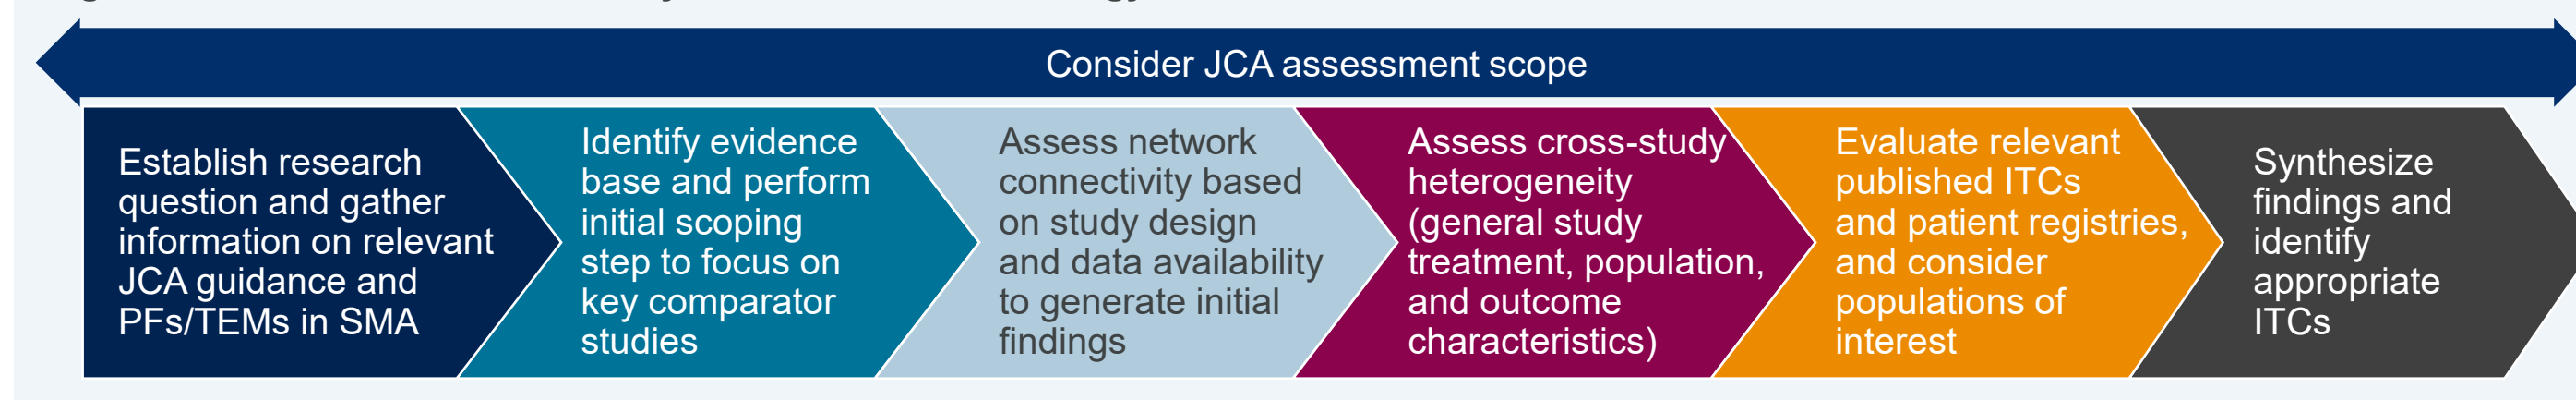 Consider JCA assessment scope
Establish research
question and gather
information on relevant
JCA guidance and
PFs/TEMs in SMA
Identify evidence
base and perform
initial scoping
step to focus on
key comparator
studies
Assess network
connectivity based
on study design
and data availability
to generate initial
findings
Assess cross-study
heterogeneity
(general study
treatment, population,
and outcome
characteristics)
Evaluate relevant
published ITCs
and patient registries,
and consider
populations of
interest
Synthesize
findings and
identify
appropriate
ITCs